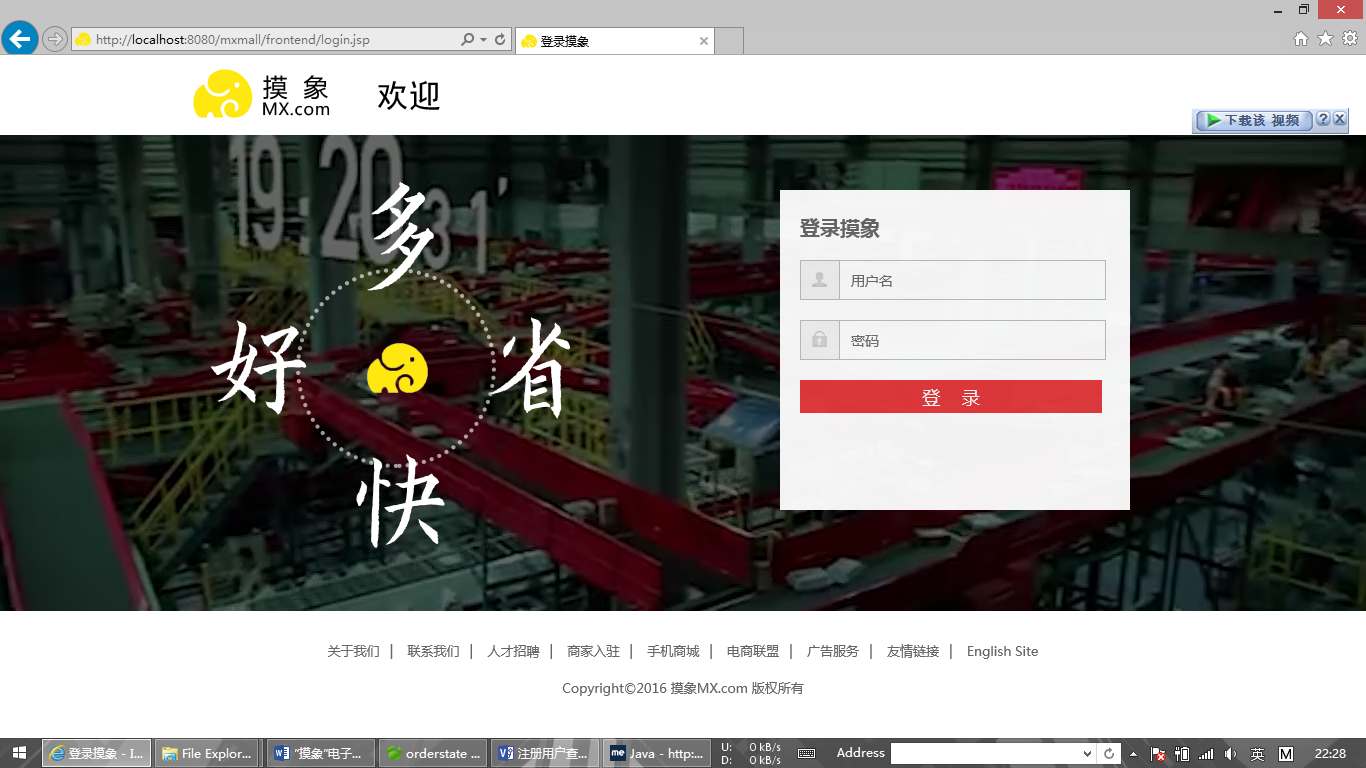 http://localhost:8080/mxmall/frontend/login.jsp
登录摸象
摸 象
MX.com
欢迎
下载该 视频
19:20
31'
多
好
省
快
登录摸象
用户名
密码
登 录
关于我们 | 联系我们 | 人才招聘 | 商家入驻 | 手机商城 | 电商联盟 | 广告服务 | 友情链接 | English Site
Copyright©2016 摸象MX.com 版权所有
登录摸象 - I...
File Explor...
"摸象"电子...
orderstate ...
注册用户查...
Java - http:...
U: 0 kB/s
D: 0 kB/s
Address
英
M
22:28